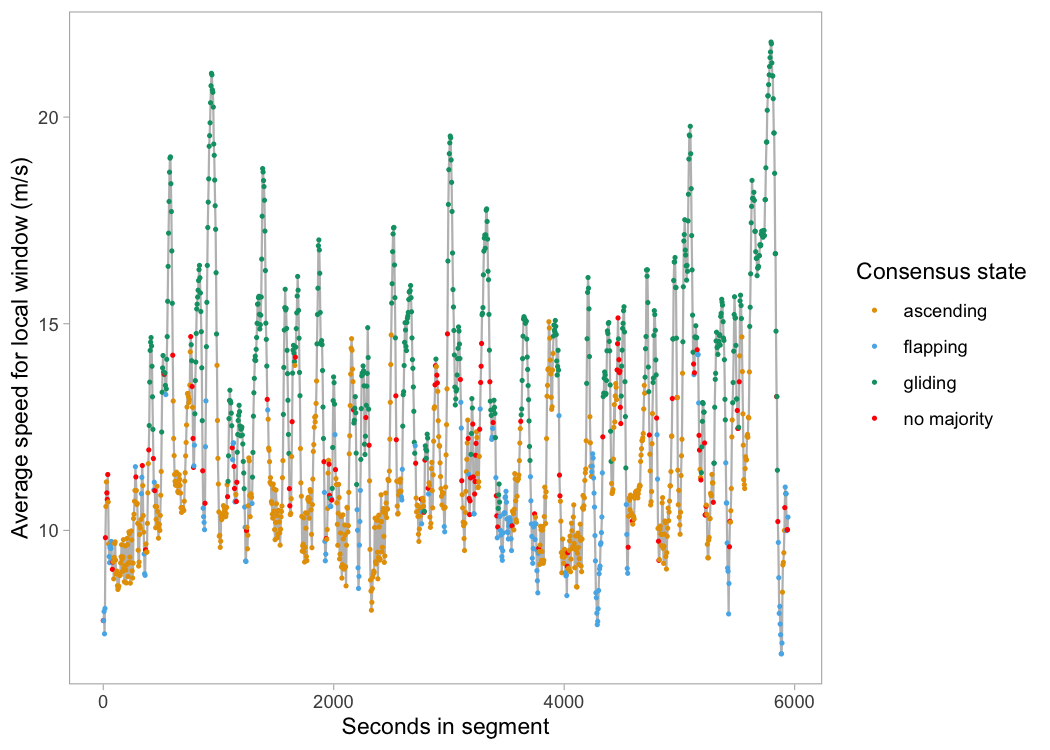 Average speed for local window (m/s)
20
15
10
0
2000
4000
6000
Seconds in segment
Consensus state
ascending
flapping
gliding
no majority